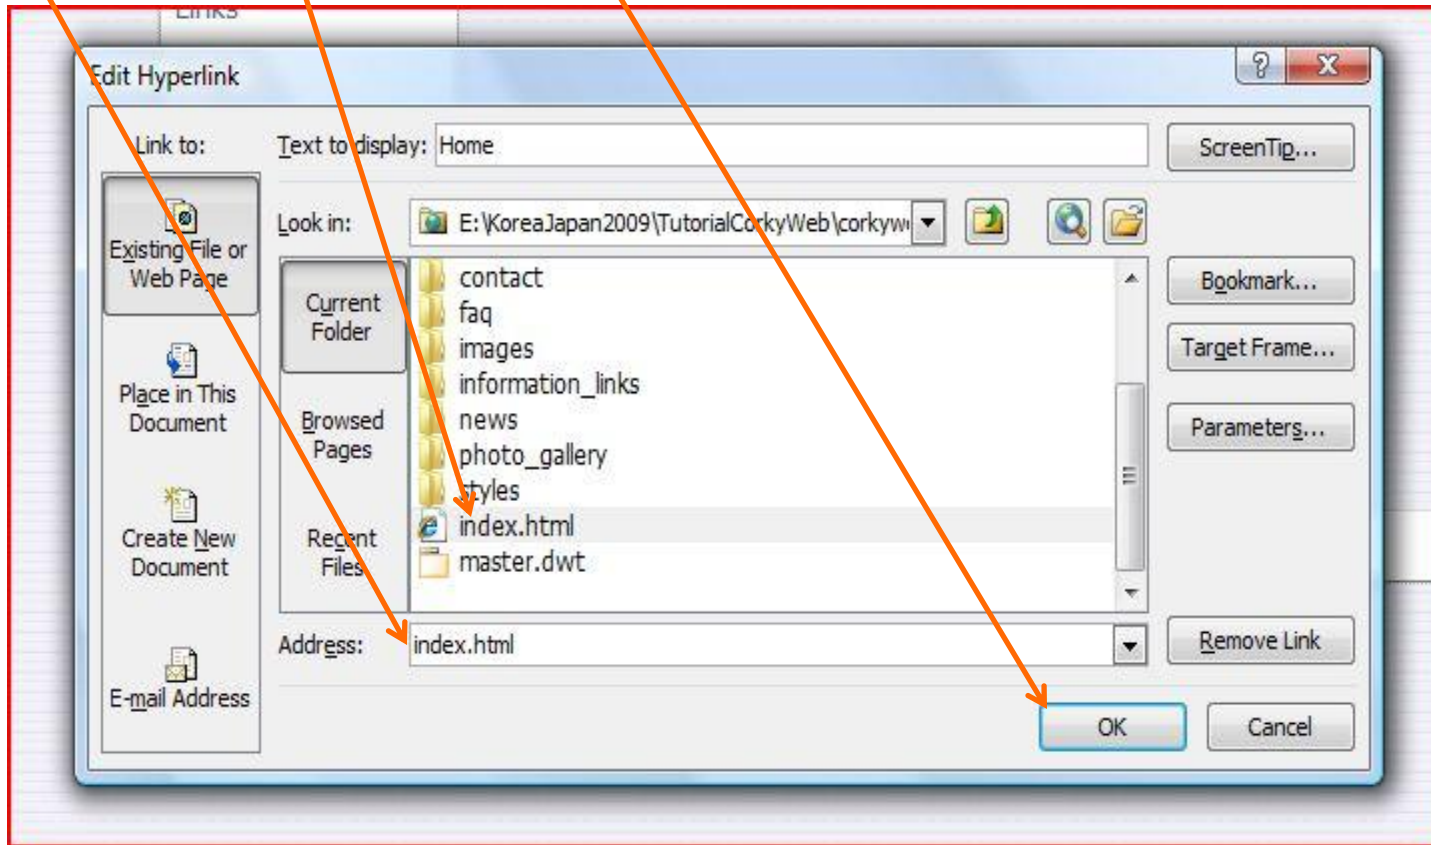 Links
Edit Hyperlink
Link to:
Text to display: Home
ScreenTip...
Existing File or
Web Page
Look in: E:\KoreaJapan2009\TutorialCorkyWeb\corkyw
Place in This
Document
Create New
Document
E-mail Address
Current
Folder
Browsed
Pages
Recent
Files
contact
faq
images
information_links
news
photo_gallery
styles
index.html
master.dwt
Bookmark...
Target Frame...
Parameters...
Address: index.html
Remove Link
OK
Cancel